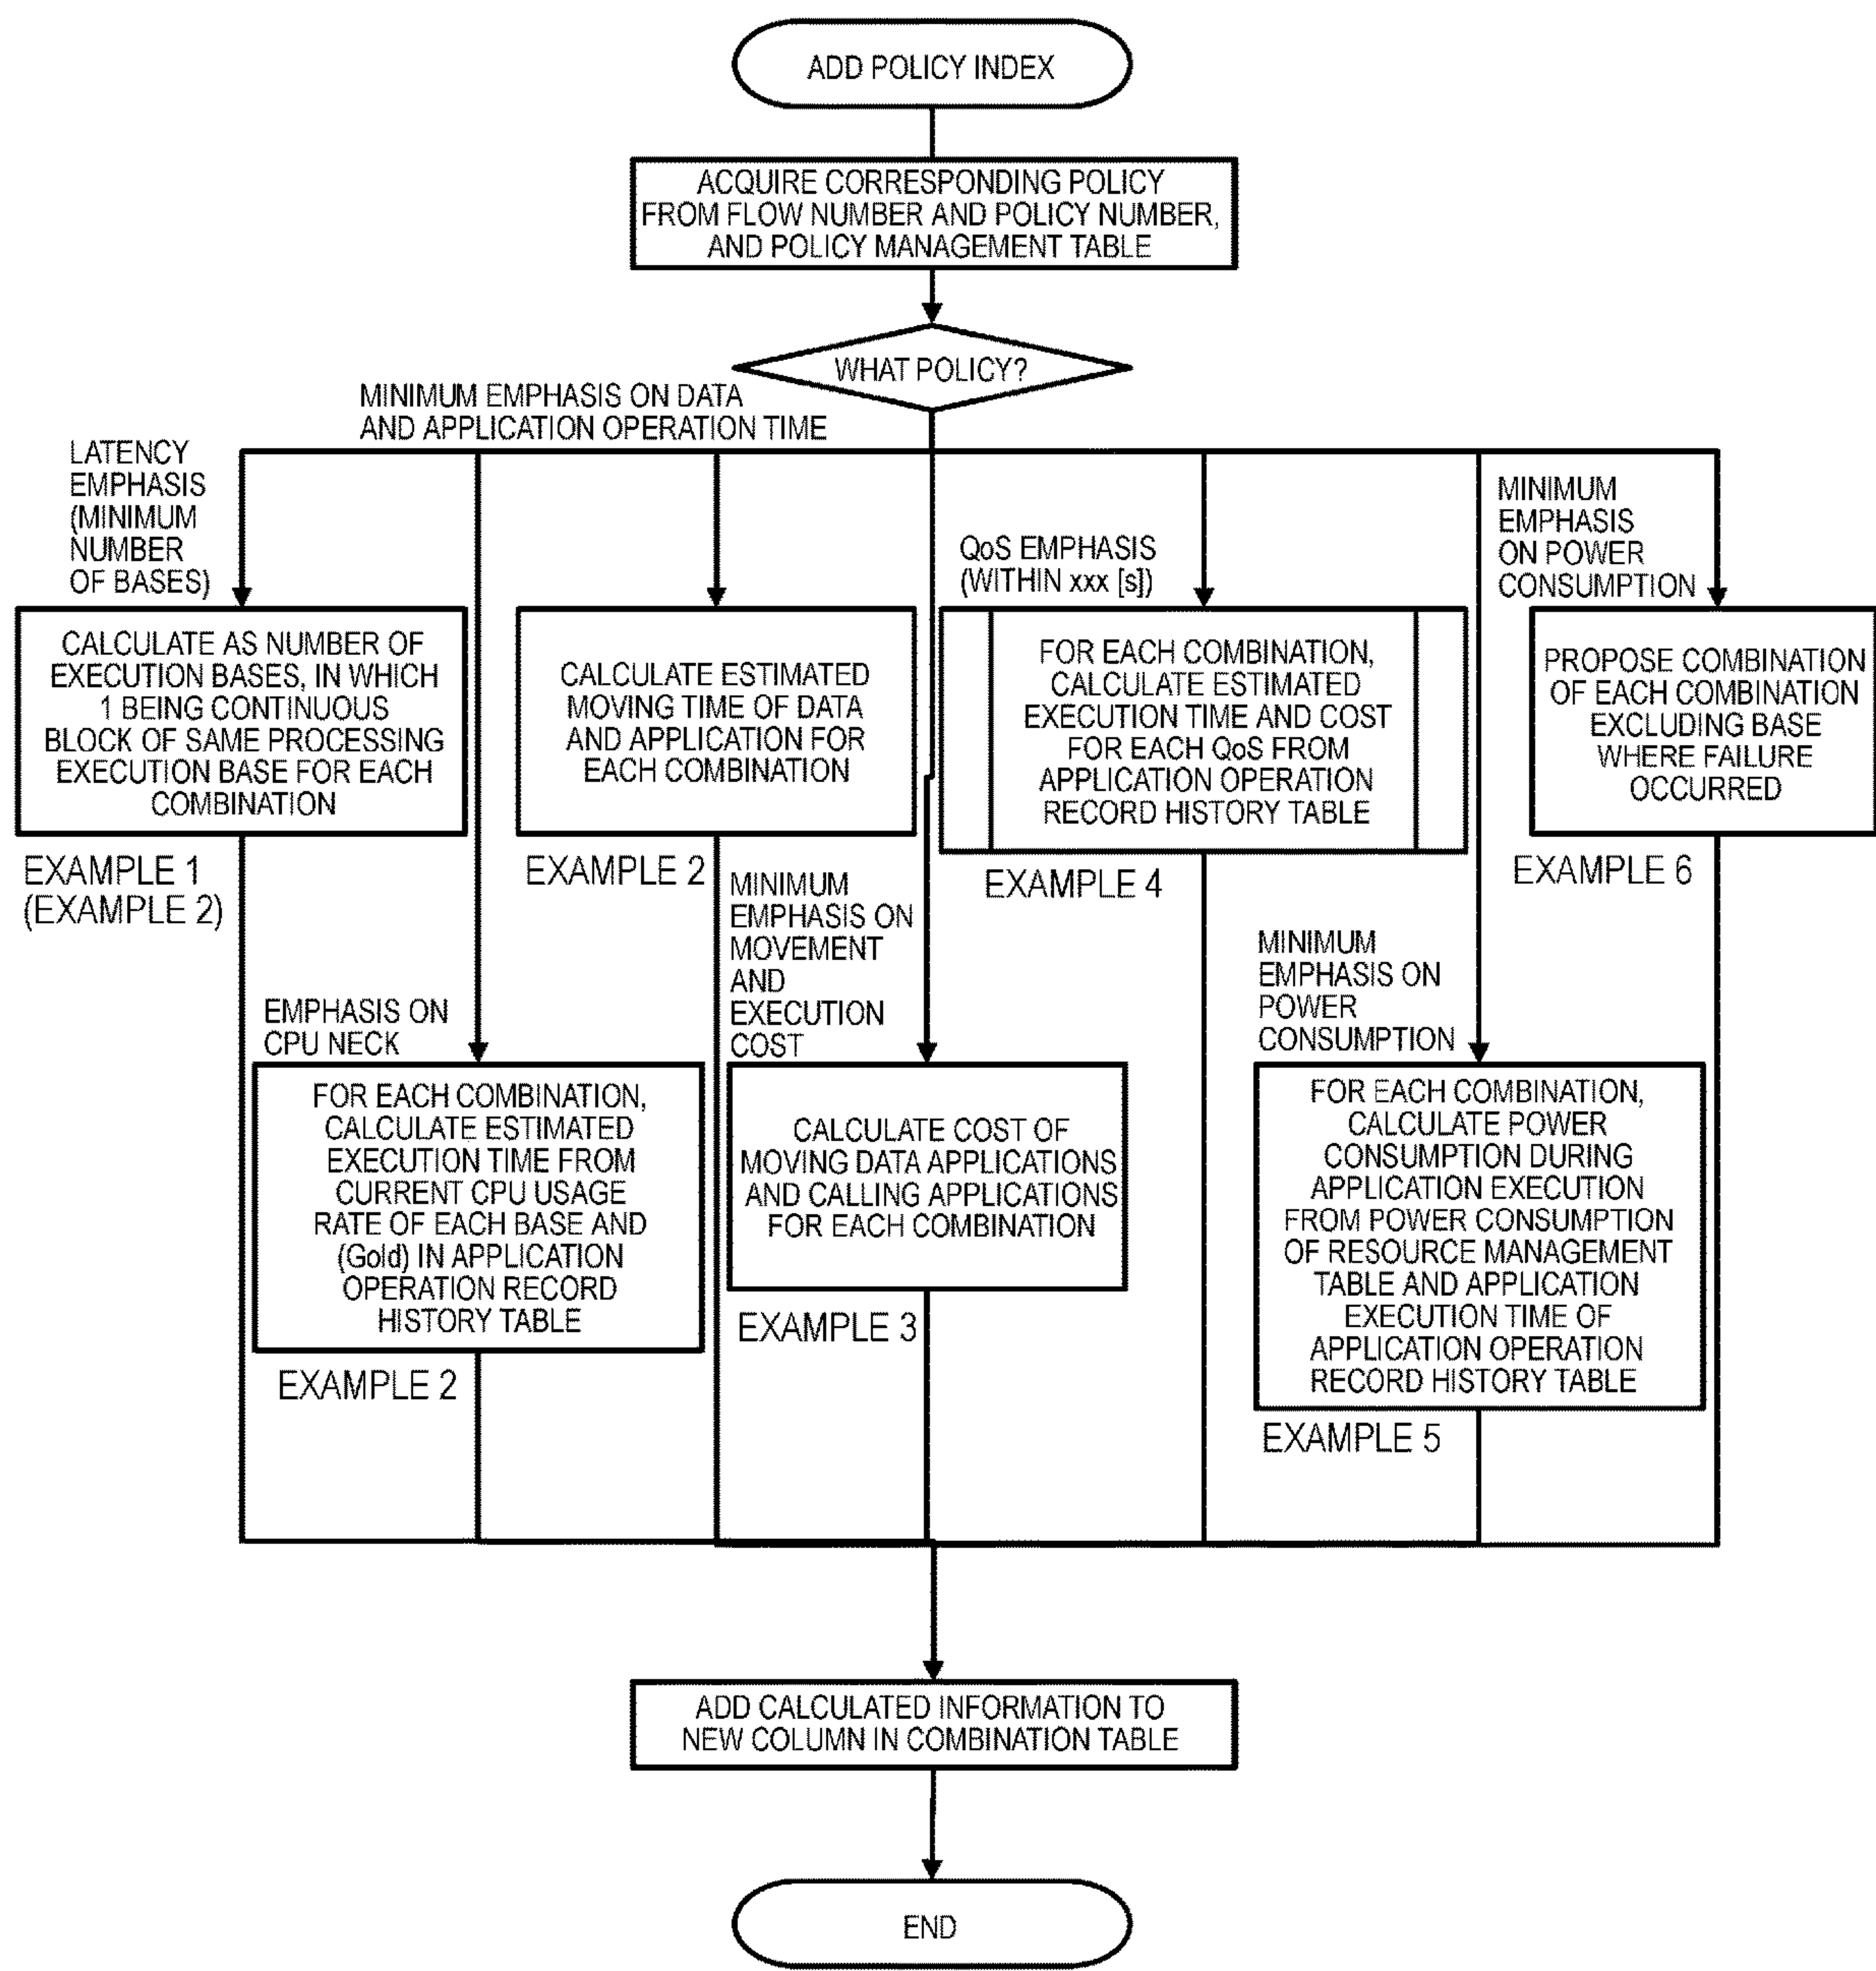 ADD POLICY INDEX
ACQUIRE CORRESPONDING POLICY
FROM FLOW NUMBER AND POLICY NUMBER,
AND POLICY MANAGEMENT TABLE
WHAT POLICY?
MINIMUM EMPHASIS ON DATA
AND APPLICATION OPERATION TIME
LATENCY
EMPHASIS
(MINIMUM
NUMBER
OF BASES)
QoS EMPHASIS
(WITHIN xxx [s])
MINIMUM
EMPHASIS
ON POWER
CONSUMPTION
CALCULATE AS NUMBER OF
EXECUTION BASES, IN WHICH
1 BEING CONTINUOUS
BLOCK OF SAME PROCESSING
EXECUTION BASE FOR EACH
COMBINATION
EXAMPLE 1
(EXAMPLE 2)
CALCULATE ESTIMATED
MOVING TIME OF DATA
AND APPLICATION FOR
EACH COMBINATION
EXAMPLE 2
FOR EACH COMBINATION,
CALCULATE ESTIMATED
EXECUTION TIME AND COST
FOR EACH QoS FROM
APPLICATION OPERATION
RECORD HISTORY TABLE
EXAMPLE 4
PROPOSE COMBINATION
OF EACH COMBINATION
EXCLUDING BASE
WHERE FAILURE
OCCURRED
EXAMPLE 6
EMPHASIS ON
CPU NECK
FOR EACH COMBINATION,
CALCULATE ESTIMATED
EXECUTION TIME FROM
CURRENT CPU USAGE
RATE OF EACH BASE AND
(Gold) IN APPLICATION
OPERATION RECORD
HISTORY TABLE
EXAMPLE 2
MINIMUM
EMPHASIS ON
MOVEMENT
AND
EXECUTION
COST
CALCULATE COST OF
MOVING DATA APPLICATIONS
AND CALLING APPLICATIONS
FOR EACH COMBINATION
EXAMPLE 3
MINIMUM
EMPHASIS ON
POWER
CONSUMPTION
FOR EACH COMBINATION,
CALCULATE POWER
CONSUMPTION DURING
APPLICATION EXECUTION
FROM POWER CONSUMPTION
OF RESOURCE MANAGEMENT
TABLE AND APPLICATION
EXECUTION TIME OF
APPLICATION OPERATION
RECORD HISTORY TABLE
EXAMPLE 5
ADD CALCULATED INFORMATION TO
NEW COLUMN IN COMBINATION TABLE
END